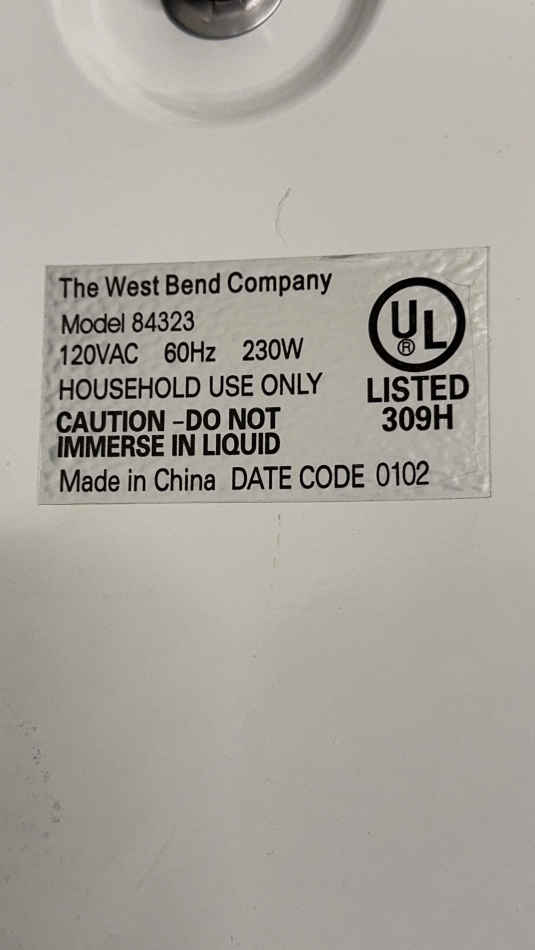 The West Bend Company
Model 84323
120VAC 60Hz 230W
HOUSEHOLD USE ONLY
CAUTION –DO NOT
IMMERSE IN LIQUID
Made in China DATE CODE 0102
UL
®
LISTED
309H